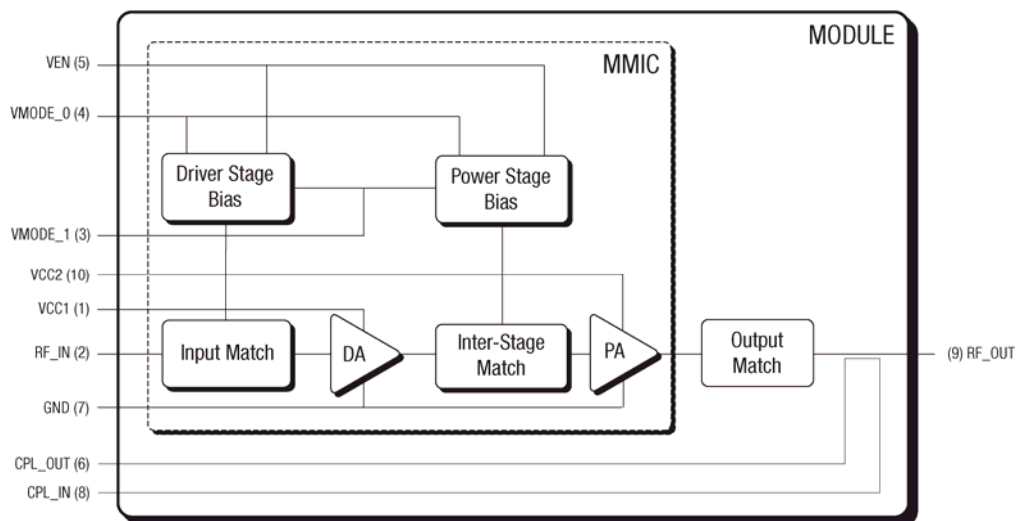 MODULE
MMIC
VEN (5)
VMODE_0 (4)
Driver Stage
Bias
Power Stage
Bias
VMODE_1 (3)
VCC2 (10)
VCC1 (1)
RF_IN (2)
Input Match
DA
Inter-Stage
Match
PA
Output
Match
(9) RF_OUT
GND (7)
CPL_OUT (6)
CPL_IN (8)